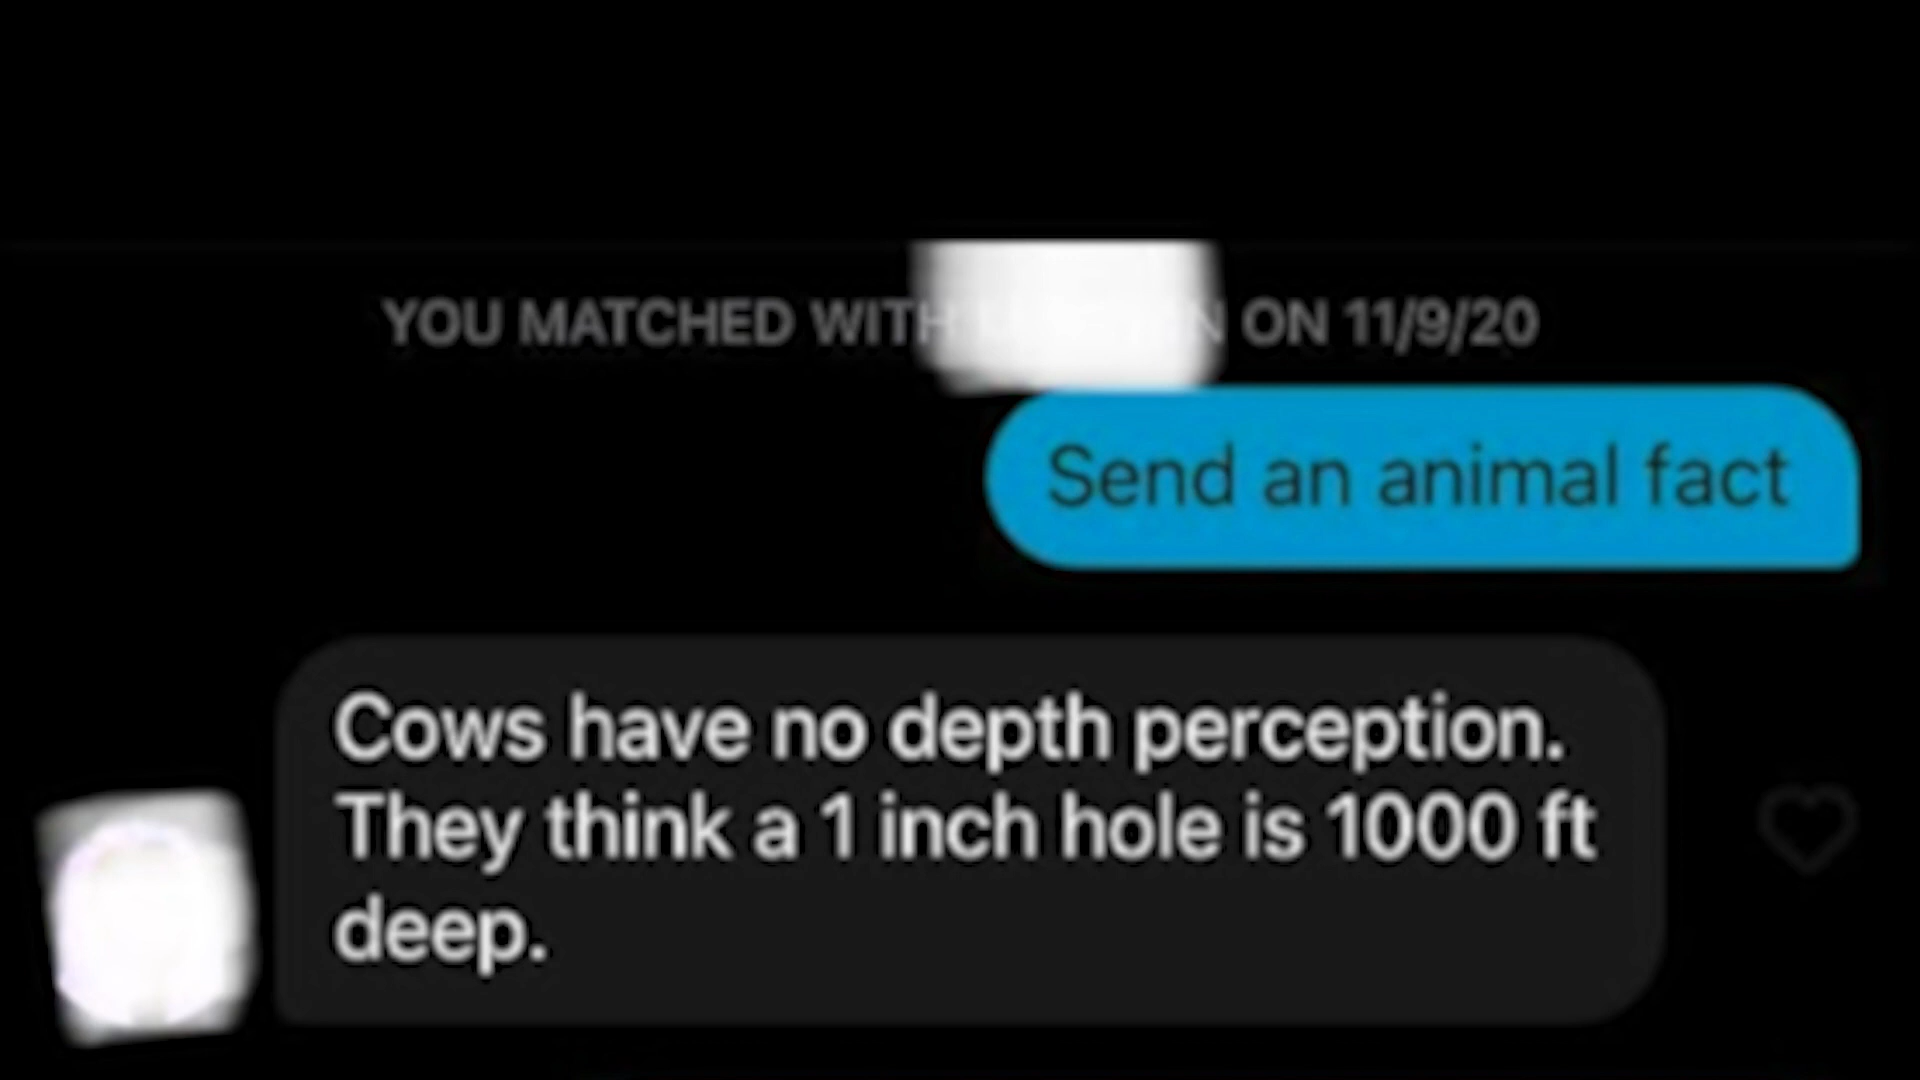 YOU MATCHED WITH ON 11/9/20
Send an animal fact
Cows have no depth perception.
They think a 1 inch hole is 1000 ft
deep.